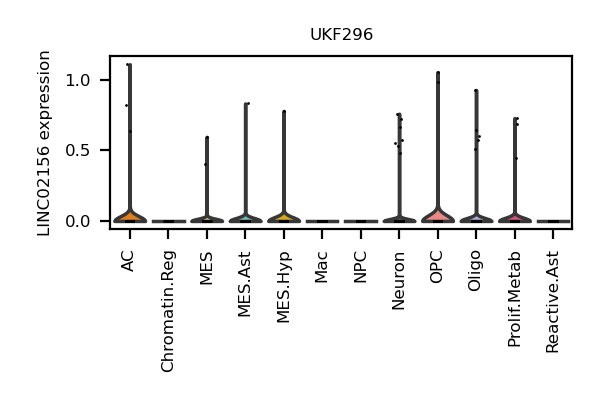 UKF296
LINC02156 expression
1.0
0.5
0.0
AC
Chromatin.Reg
MES
MES.Ast
MES.Hyp
Mac
NPC
Neuron
OPC
Oligo
Prolif.Metab
Reactive.Ast